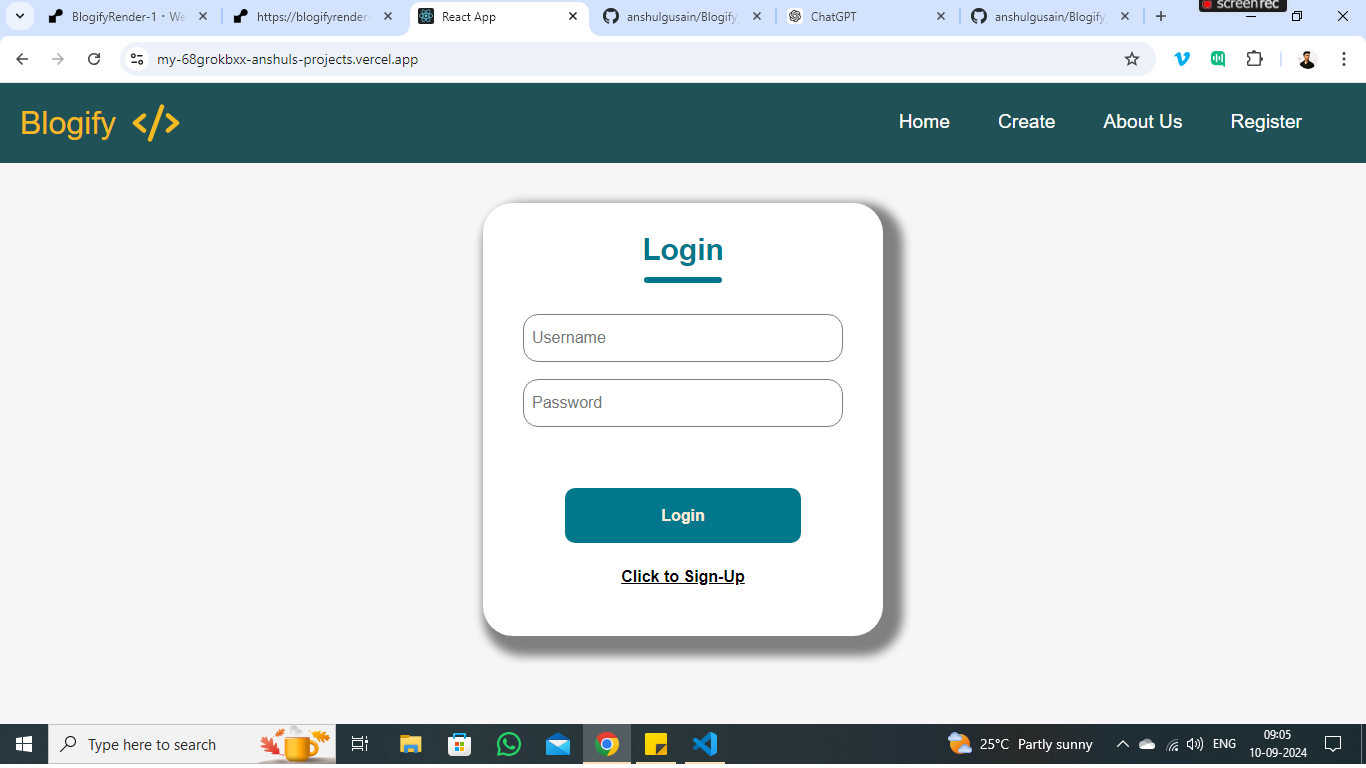 BlogifyRender-1 · We
https://blogifyrender-
React App
anshulgusain/Blogify
ChatGPT
anshulgusain/Blogify
screenrec
my-68grokbxx-anshuls-projects.vercel.app
Blogify </>
Home Create About Us Register
Login
Username
Password
Login
Click to Sign-Up
Type here to search
25°C Partly sunny
ENG
09:05
10-09-2024